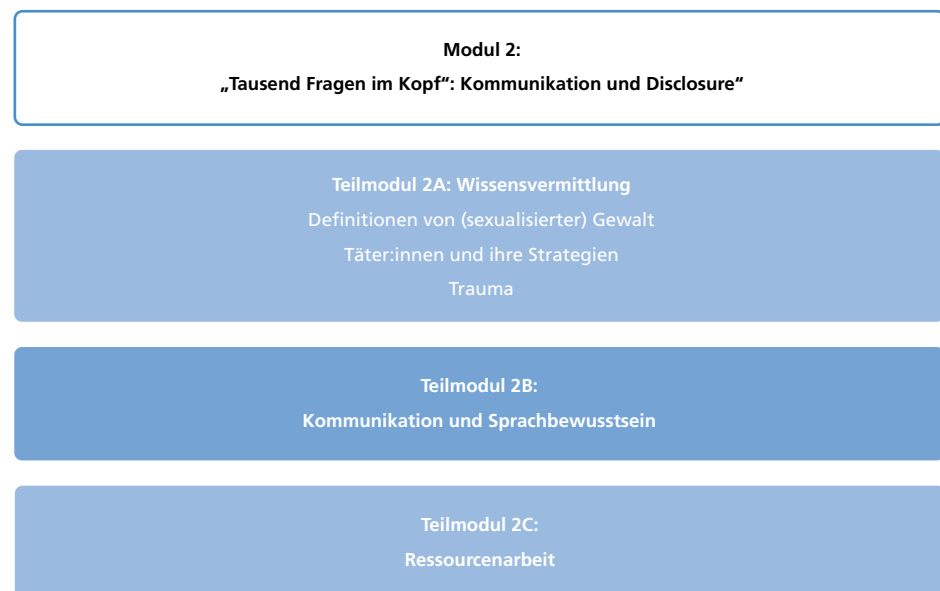 Modul 2:
„Tausend Fragen im Kopf“: Kommunikation und Disclosure“
Teilmodul 2A: Wissensvermittlung
Definitionen von (sexualisierter) Gewalt
Täter:innen und ihre Strategien
Trauma
Teilmodul 2B:
Kommunikation und Sprachbewusstsein
Teilmodul 2C:
Ressourcenarbeit